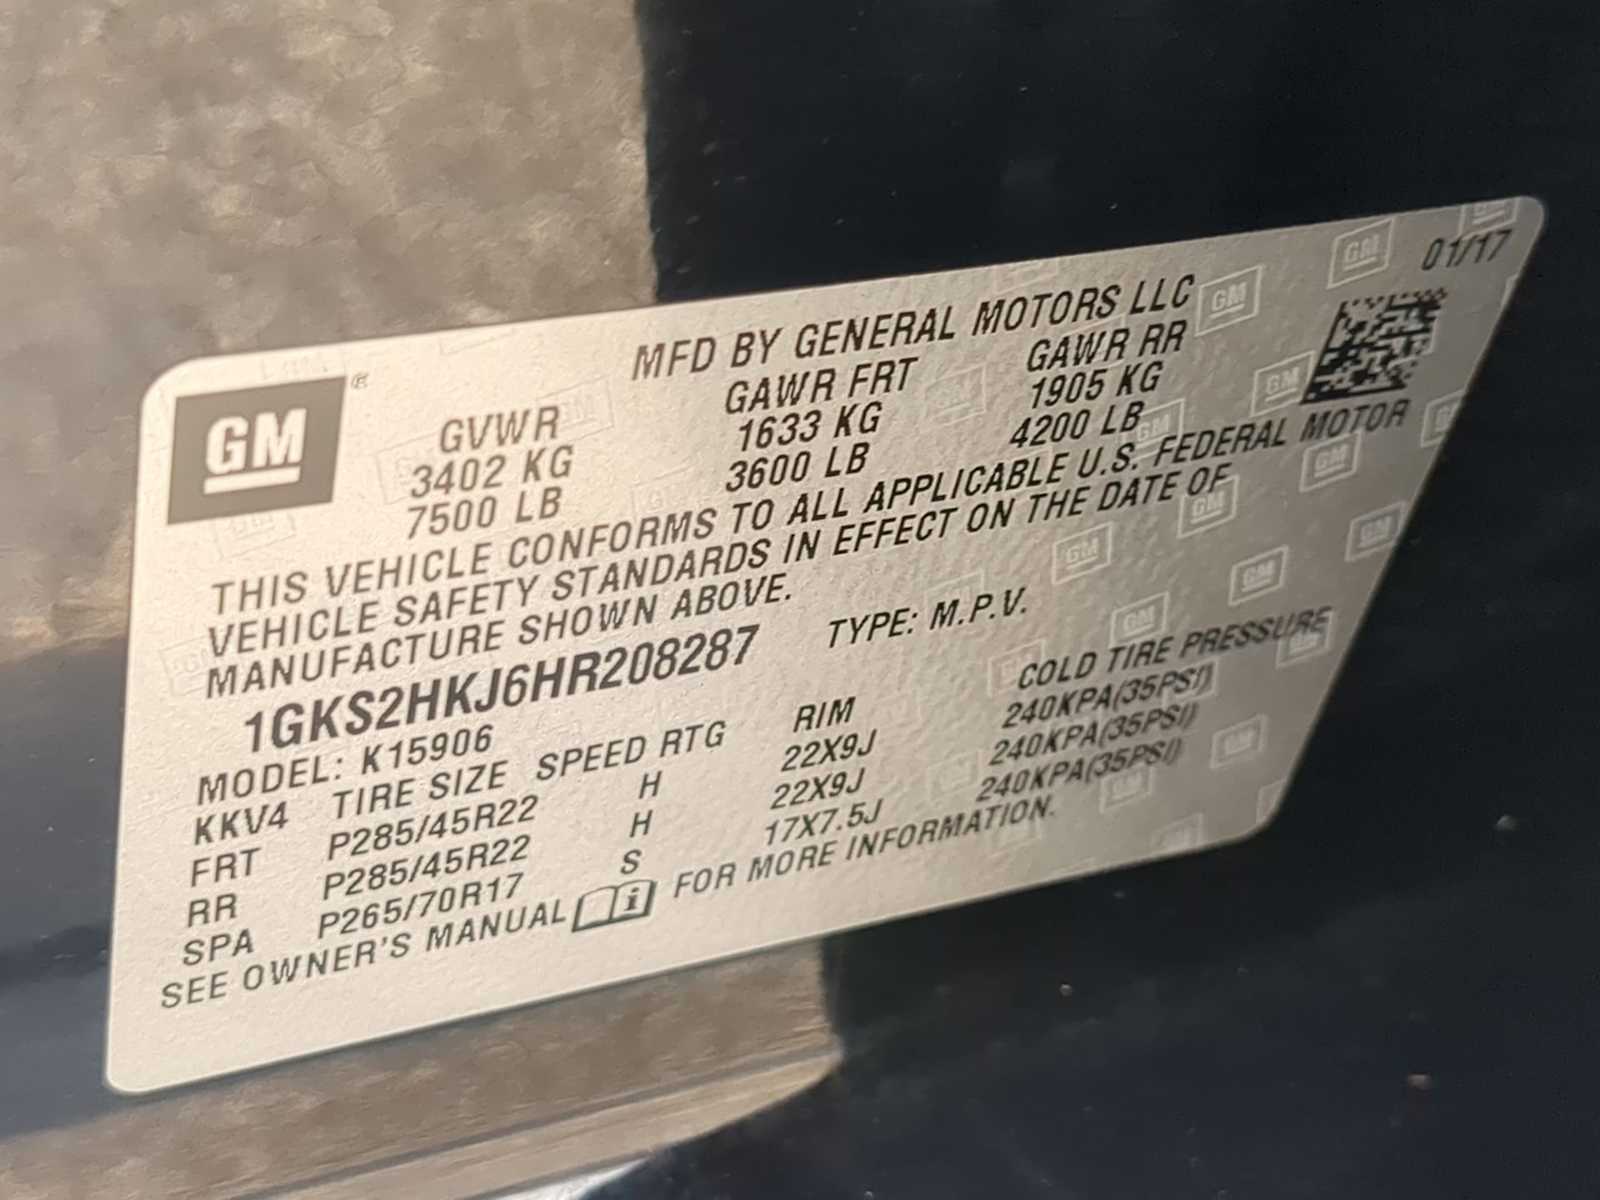 01/17
MFD BY GENERAL MOTORS LLC
GM®
GVWR GAWR FRT GAWR RR
3402 KG 1633 KG 1905 KG
7500 LB 3600 LB 4200 LB
THIS VEHICLE CONFORMS TO ALL APPLICABLE U.S. FEDERAL MOTOR
VEHICLE SAFETY STANDARDS IN EFFECT ON THE DATE OF
MANUFACTURE SHOWN ABOVE.
1GKS2HKJ6HR208287 TYPE: M.P.V.
MODEL: K15906
KKV4 TIRE SIZE SPEED RTG RIM COLD TIRE PRESSURE
FRT P285/45R22 H 22X9J 240KPA(35PSI)
RR P285/45R22 H 22X9J 240KPA(35PSI)
SPA P265/70R17 S 17X7.5J 240KPA(35PSI)
SEE OWNER'S MANUAL i FOR MORE INFORMATION.